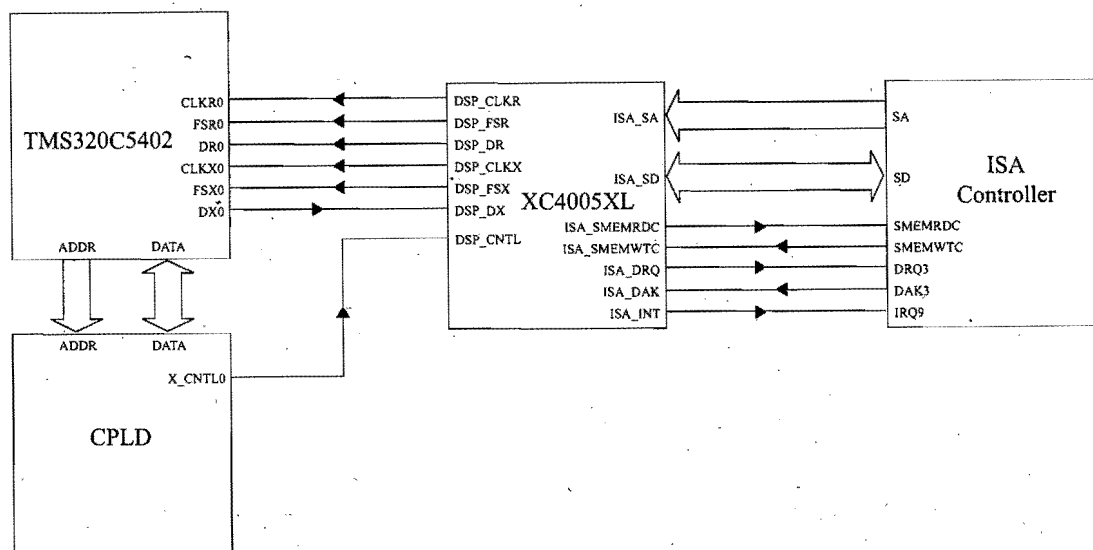 TMS320C5402
CLKR0
FSR0
DR0
CLKX0
FSX0
DX0
ADDR
DATA
ADDR
DATA
X_CNTL0
CPLD
DSP_CLKR
DSP_FSR
DSP_DR
DSP_CLKX
DSP_FSX
DSP_DX
DSP_CNTL
XC4005XL
ISA_SA
ISA_SD
ISA_SMEMRDC
ISA_SMEMWTC
ISA_DRQ
ISA_DAK
ISA_INT
SA
SD
ISA
Controller
SMEMRDC
SMEMWTC
DRQ3
DAK3
IRQ9